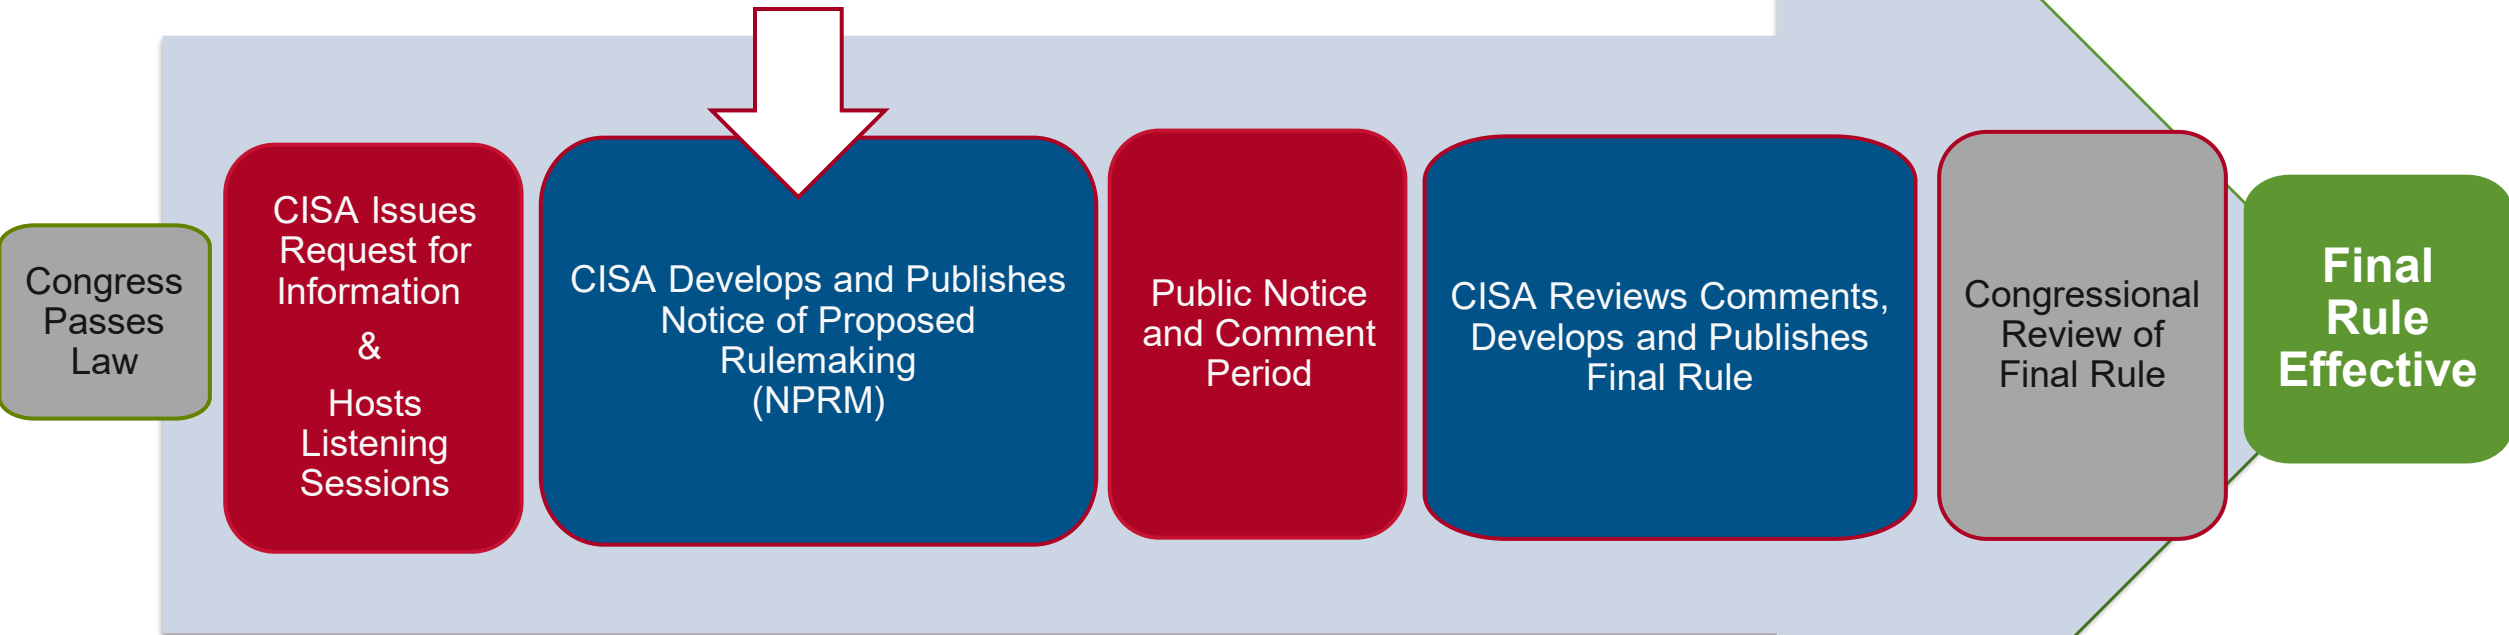 Congress
Passes
Law
CISA Issues
Request for
Information
&
Hosts
Listening
Sessions
CISA Develops and Publishes
Notice of Proposed
Rulemaking
(NPRM)
Public Notice
and Comment
Period
CISA Reviews Comments,
Develops and Publishes
Final Rule
Congressional
Review of
Final Rule
Final
Rule
Effective